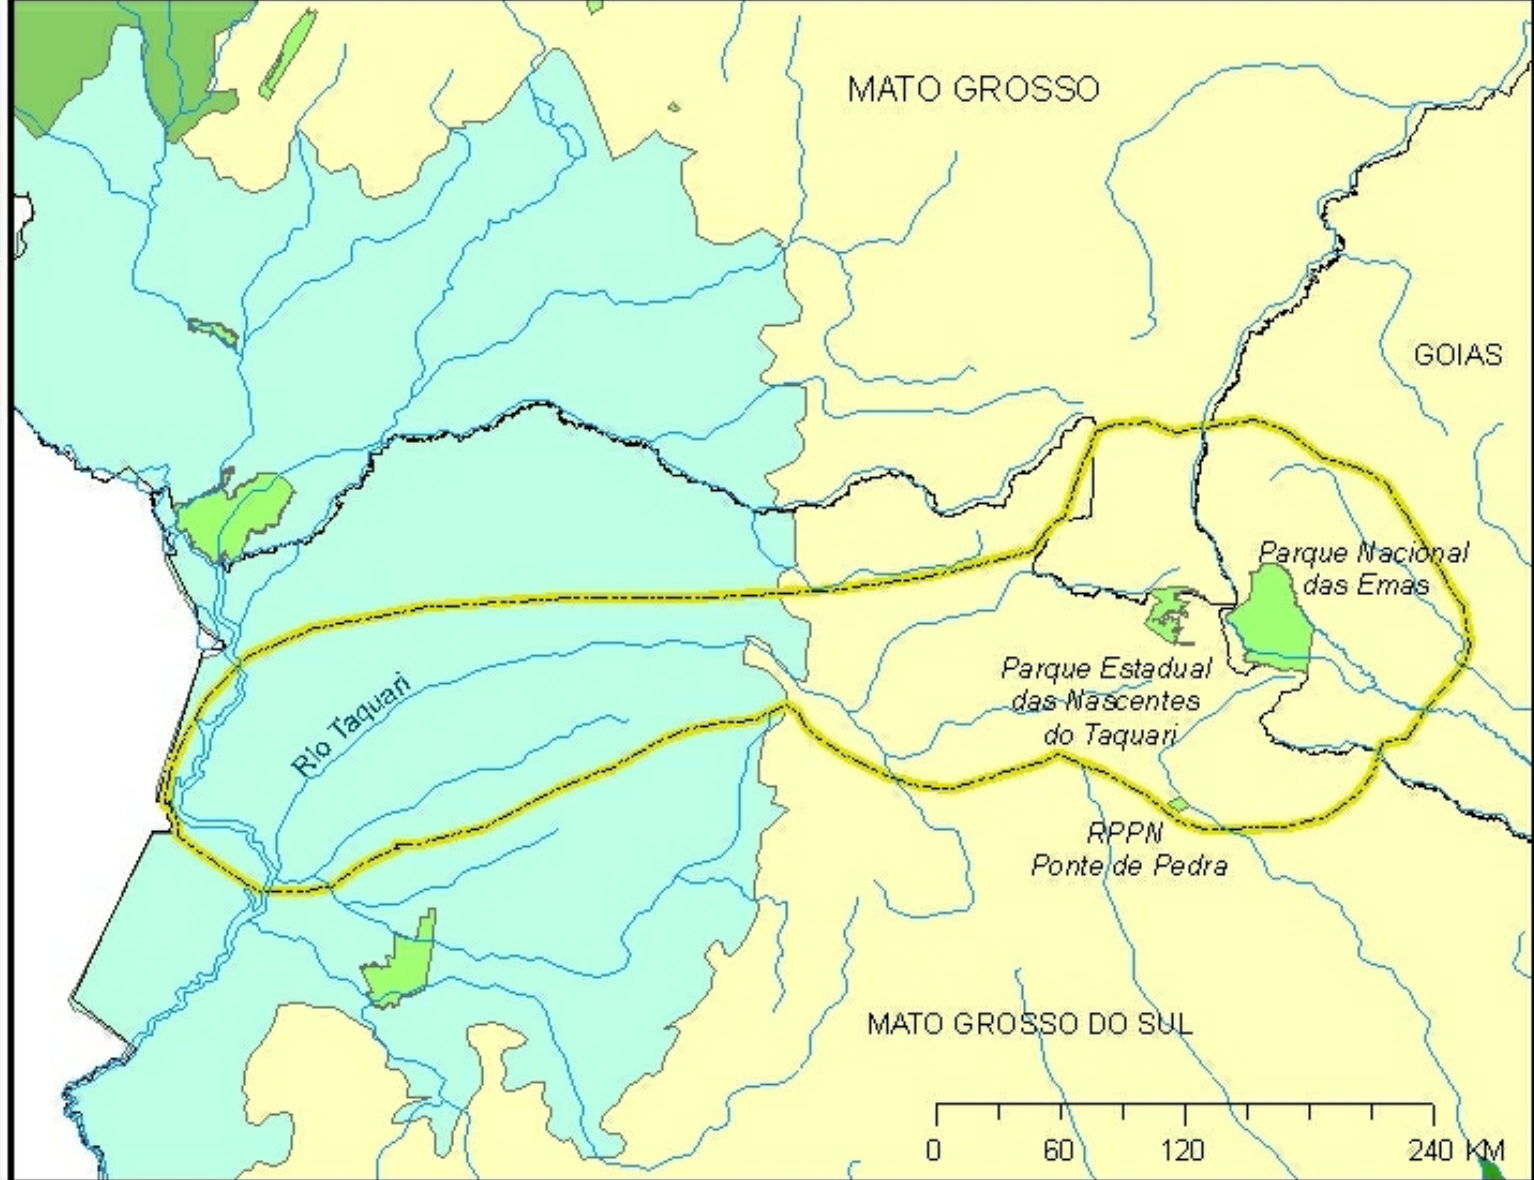 MATO GROSSO
GOIAS
Parque Nacional
das Emas
Parque Estadual
das Nascentes
do Taquari
RIo Taquari
RPPN
Ponte de Pedra
MATO GROSSO DO SUL
0 60 120 240 KM